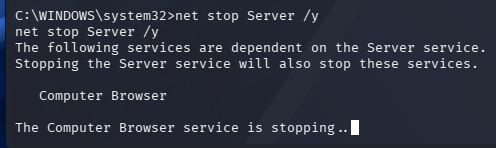 C:\WINDOWS\system32>net stop Server /y
net stop Server /y
The following services are dependent on the Server service.
Stopping the Server service will also stop these services.
Computer Browser
The Computer Browser service is stopping..